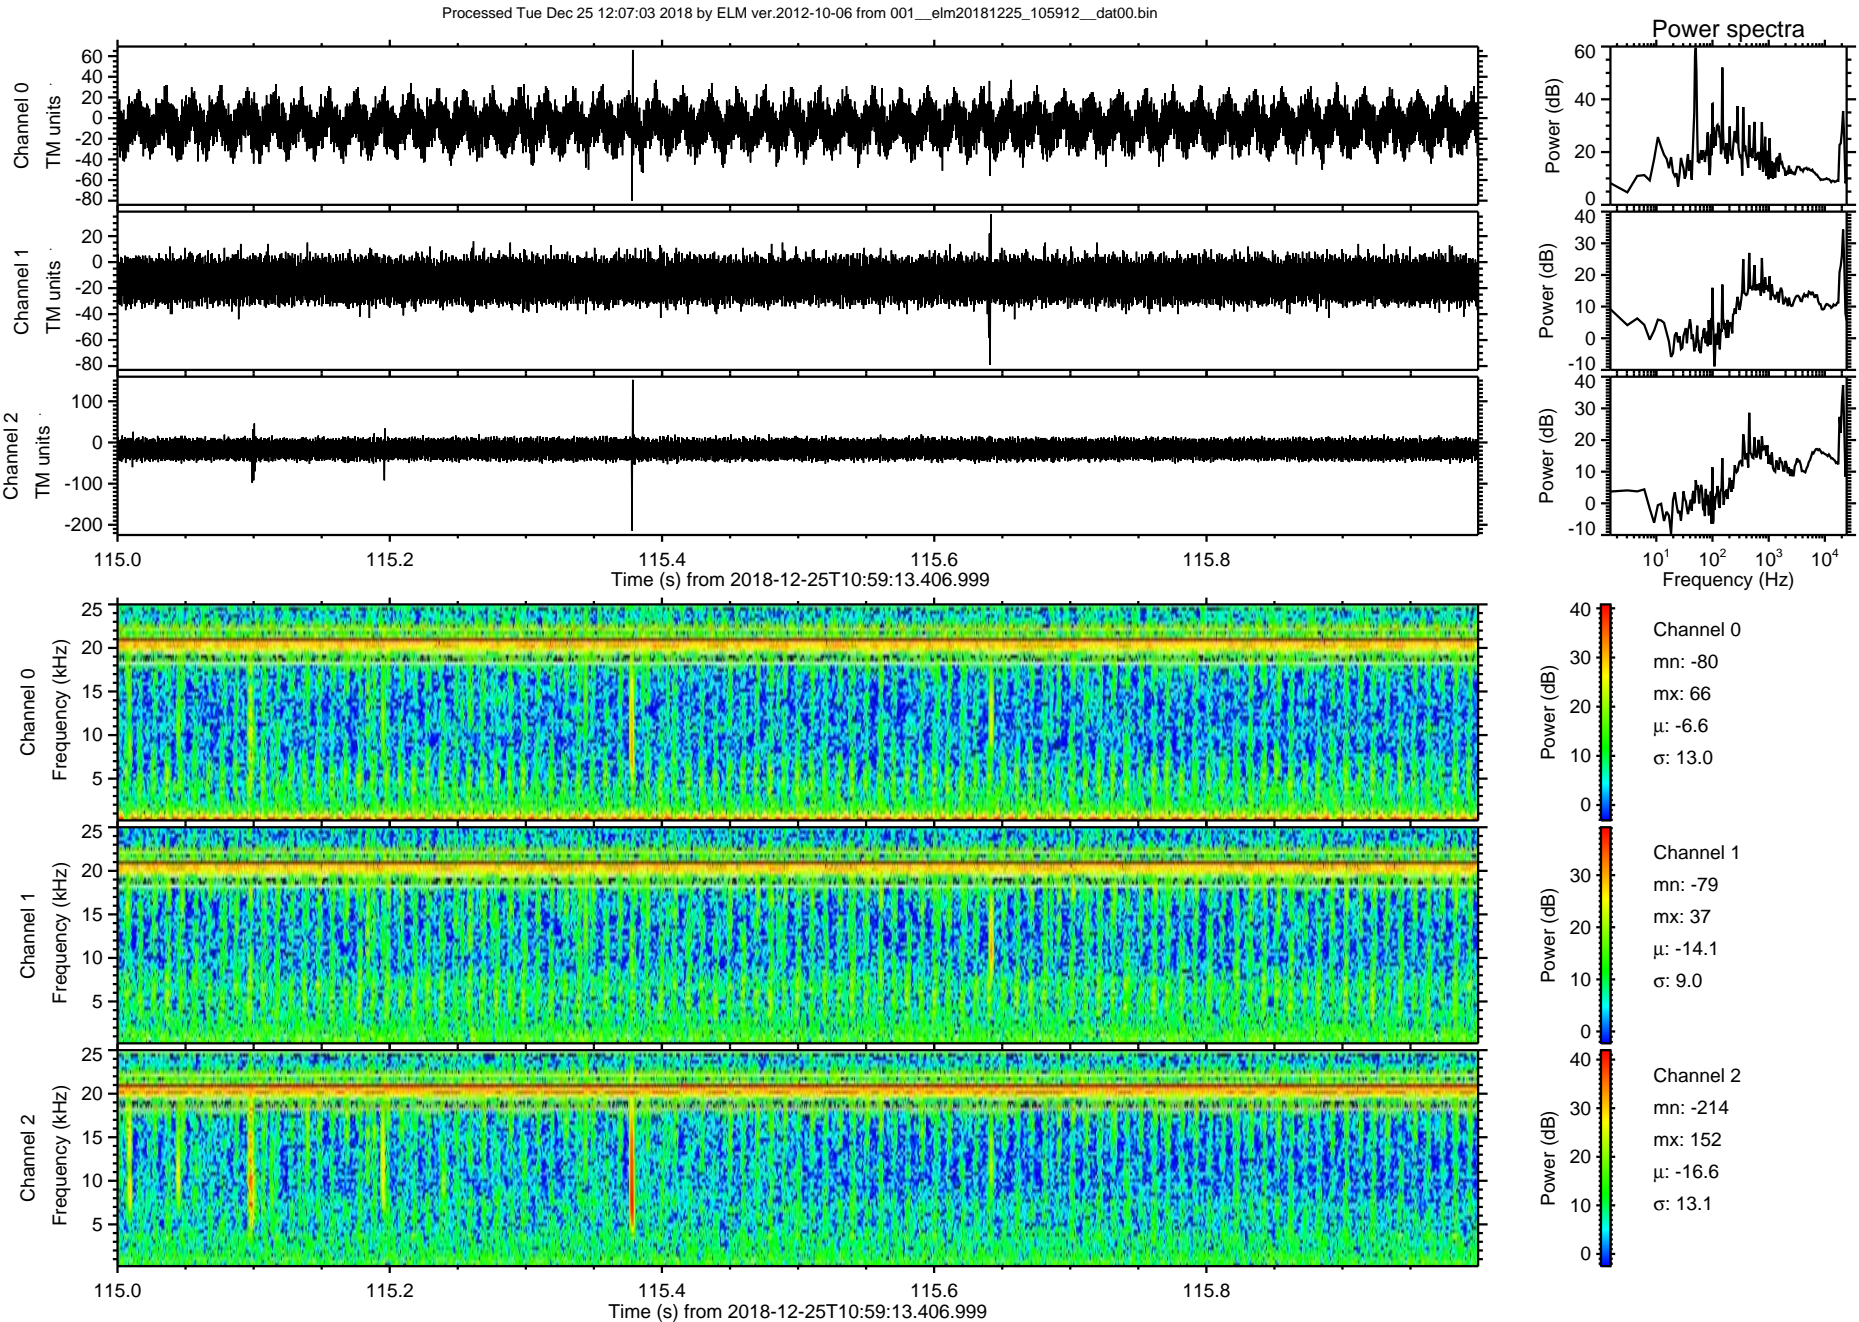 Processed Tue Dec 25 12:07:03 2018 by ELM ver.2012-10-06 from 001__elm20181225_105912__dat00.bin
Power spectra
Channel 0
TM units
60
40
20
0
-20
-40
-60
-80
Power (dB)
60
40
20
0
Channel 1
TM units
20
0
-20
-40
-60
-80
Power (dB)
40
30
20
10
0
-10
Channel 2
TM units
100
0
-100
-200
Power (dB)
40
30
20
10
0
-10
115.0 115.2 115.4 115.6 115.8
Time (s) from 2018-12-25T10:59:13.406.999
10¹ 10² 10³ 10⁴
Frequency (Hz)
Channel 0
Frequency (kHz)
25
20
15
10
5
Power (dB)
40
30
20
10
0
Channel 0
mn: -80
mx: 66
μ: -6.6
σ: 13.0
Channel 1
Frequency (kHz)
25
20
15
10
5
Power (dB)
30
20
10
0
Channel 1
mn: -79
mx: 37
μ: -14.1
σ: 9.0
Channel 2
Frequency (kHz)
25
20
15
10
5
Power (dB)
40
30
20
10
0
Channel 2
mn: -214
mx: 152
μ: -16.6
σ: 13.1
115.0 115.2 115.4 115.6 115.8
Time (s) from 2018-12-25T10:59:13.406.999